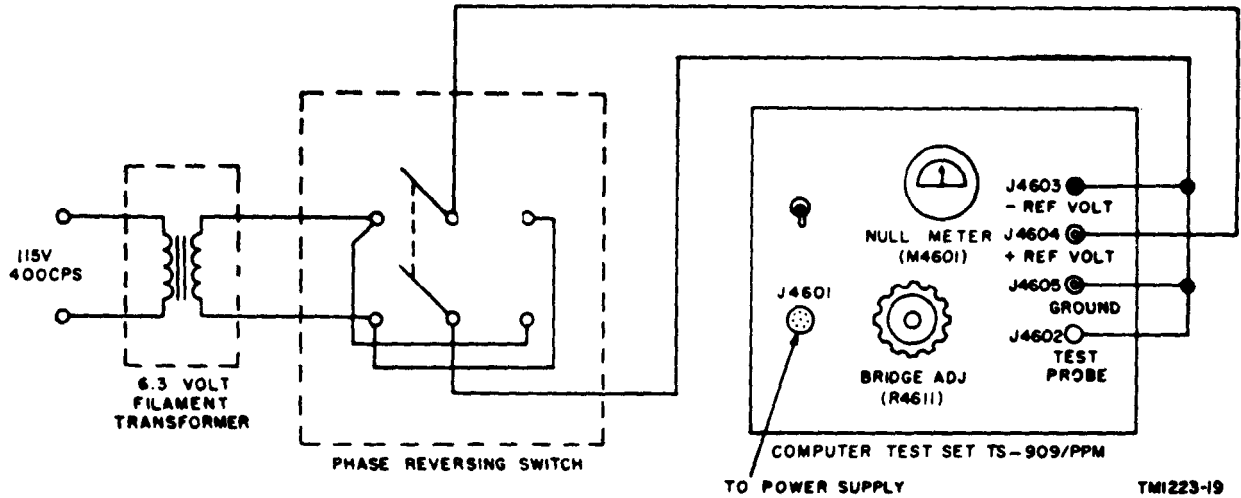 115V
400CPS
6.3 VOLT
FILAMENT
TRANSFORMER
PHASE REVERSING SWITCH
J4603
- REF VOLT
NULL METER
(M4601)
J4604
+ REF VOLT
J4605
GROUND
J4601
J4602
TEST
PROBE
BRIDGE ADJ
(R4611)
COMPUTER TEST SET TS-909/PPM
TO POWER SUPPLY
TM1223-19